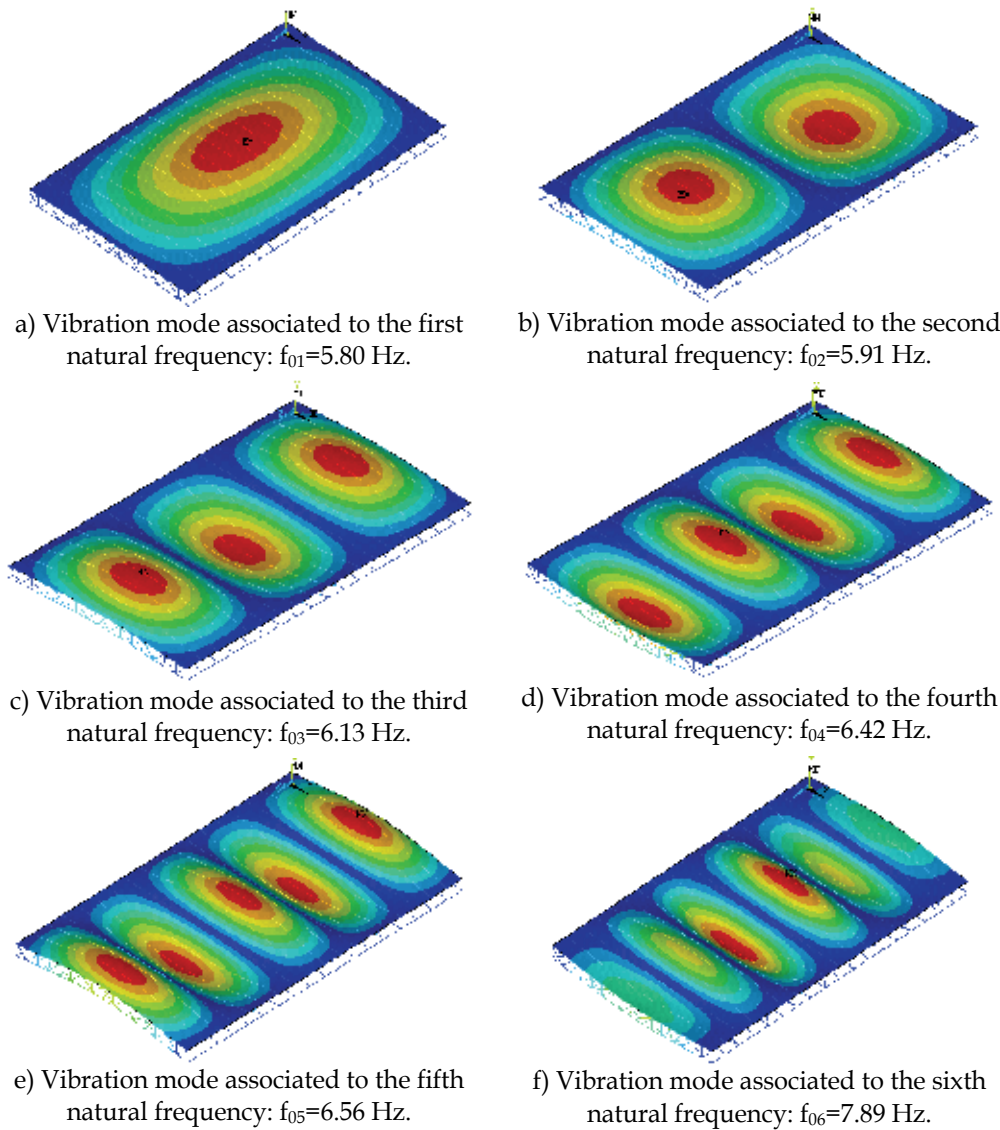 a) Vibration mode associated to the first
natural frequency: f01=5.80 Hz.
b) Vibration mode associated to the second
natural frequency: f02=5.91 Hz.
c) Vibration mode associated to the third
natural frequency: f03=6.13 Hz.
d) Vibration mode associated to the fourth
natural frequency: f04=6.42 Hz.
e) Vibration mode associated to the fifth
natural frequency: f05=6.56 Hz.
f) Vibration mode associated to the sixth
natural frequency: f06=7.89 Hz.